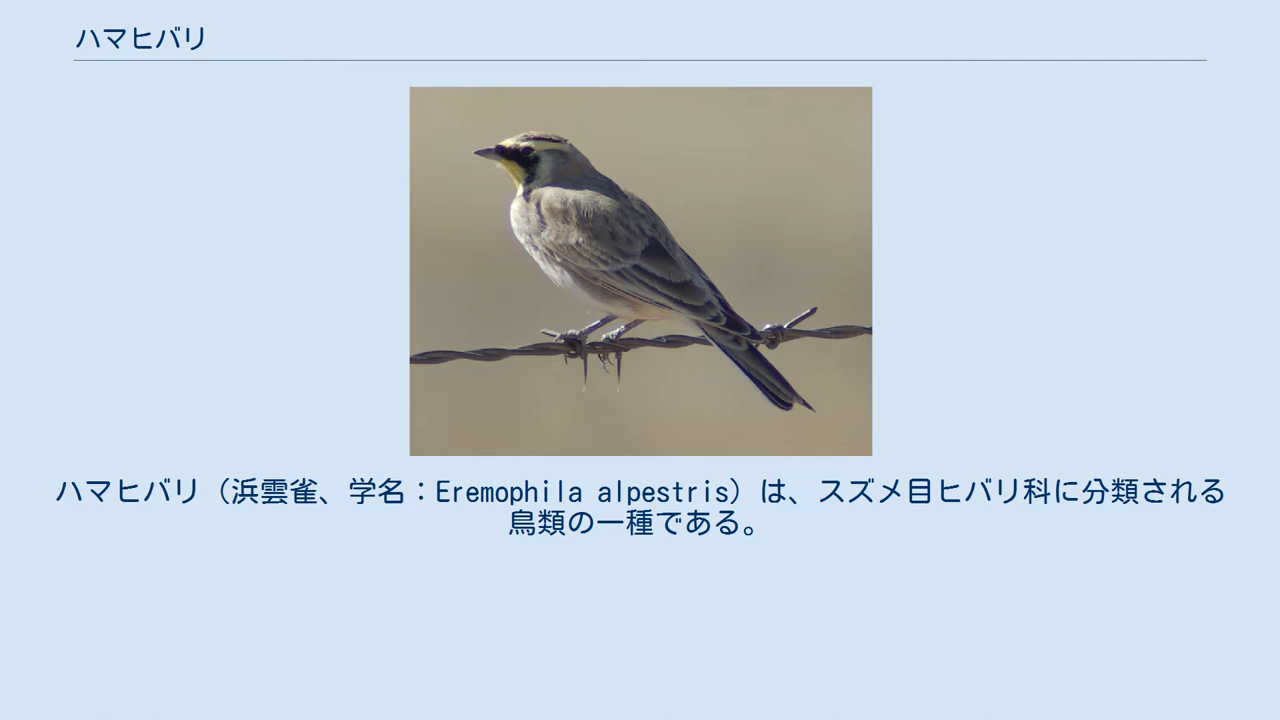 ハマヒバリ
ハマヒバリ（浜雲雀、学名：Eremophila alpestris）は、スズメ目ヒバリ科に分類される
鳥類の一種である。